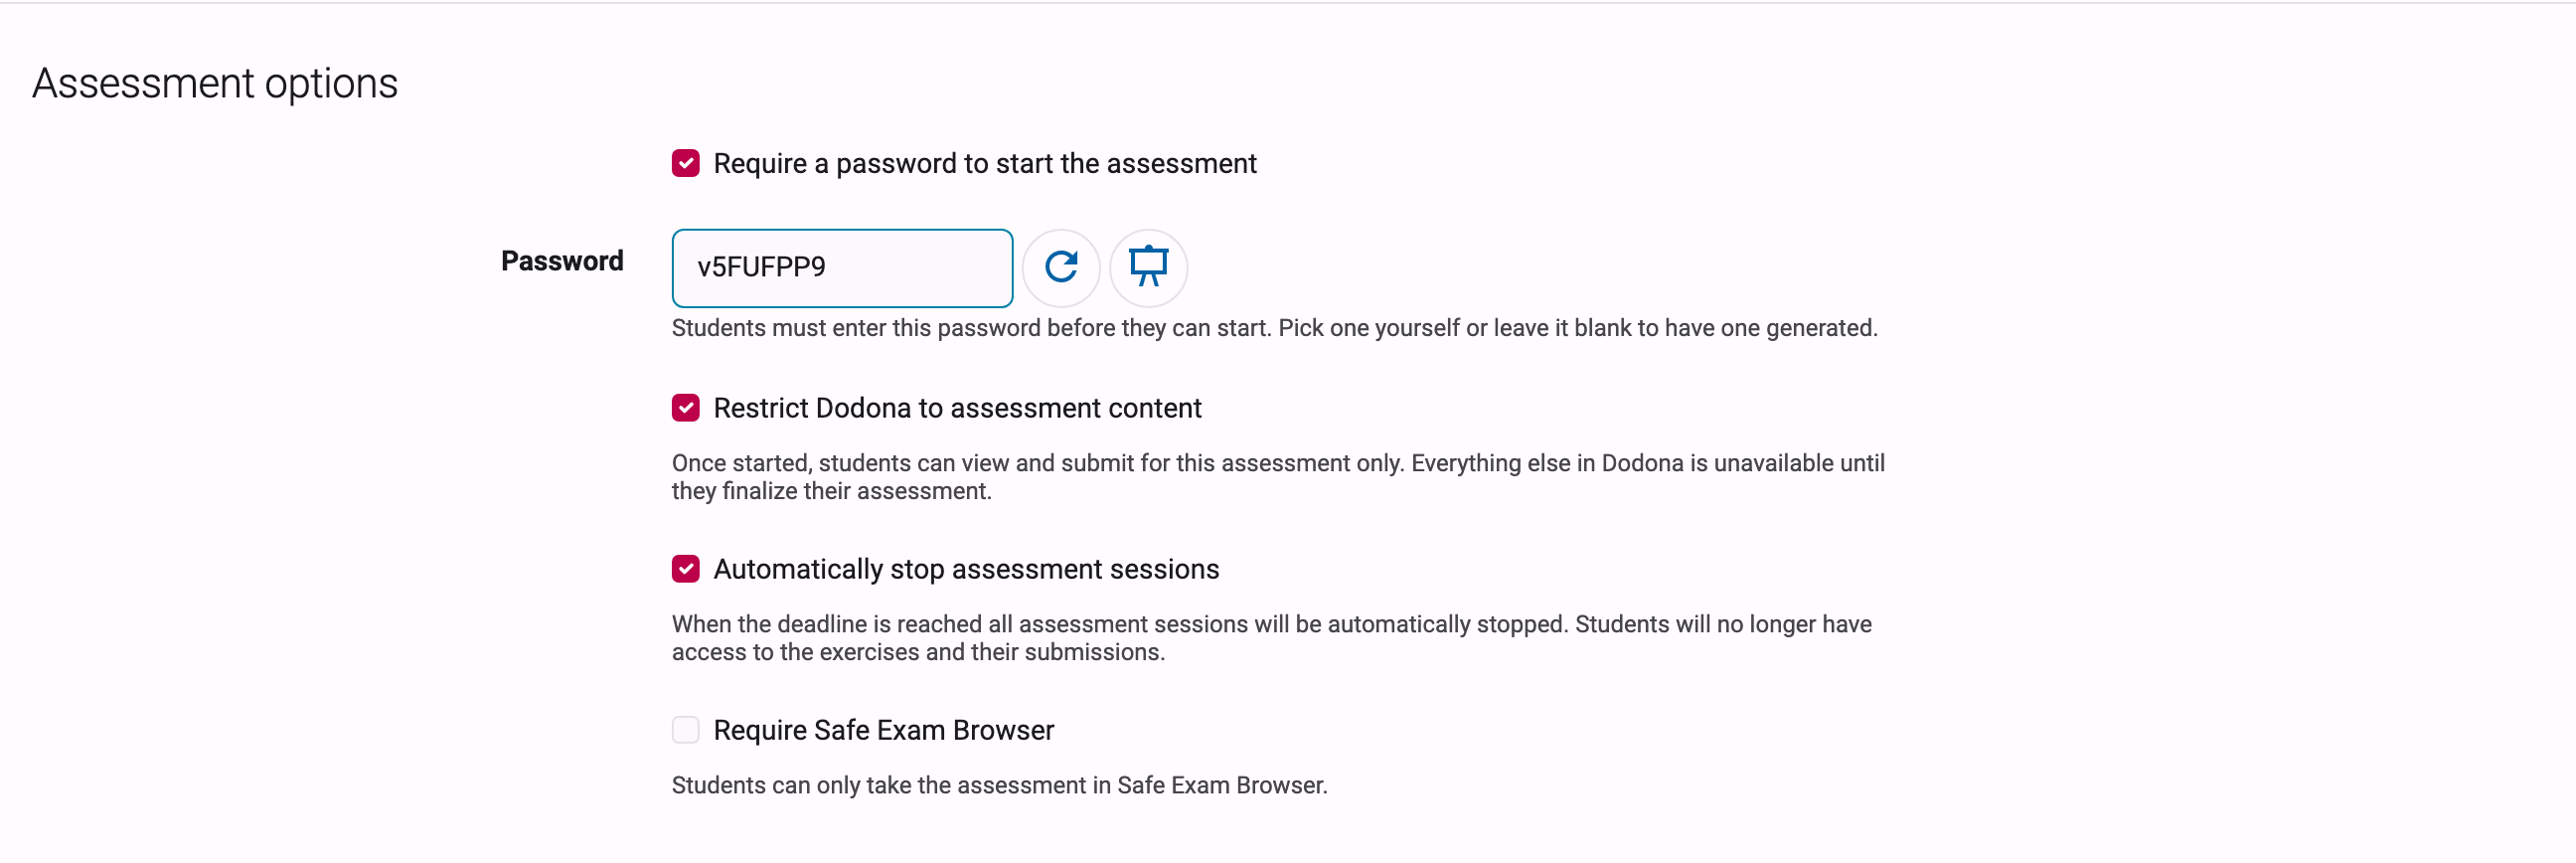 Assessment options
Require a password to start the assessment
Password
v5FUFPP9
Students must enter this password before they can start. Pick one yourself or leave it blank to have one generated.
Restrict Dodona to assessment content
Once started, students can view and submit for this assessment only. Everything else in Dodona is unavailable until
they finalize their assessment.
Automatically stop assessment sessions
When the deadline is reached all assessment sessions will be automatically stopped. Students will no longer have
access to the exercises and their submissions.
Require Safe Exam Browser
Students can only take the assessment in Safe Exam Browser.